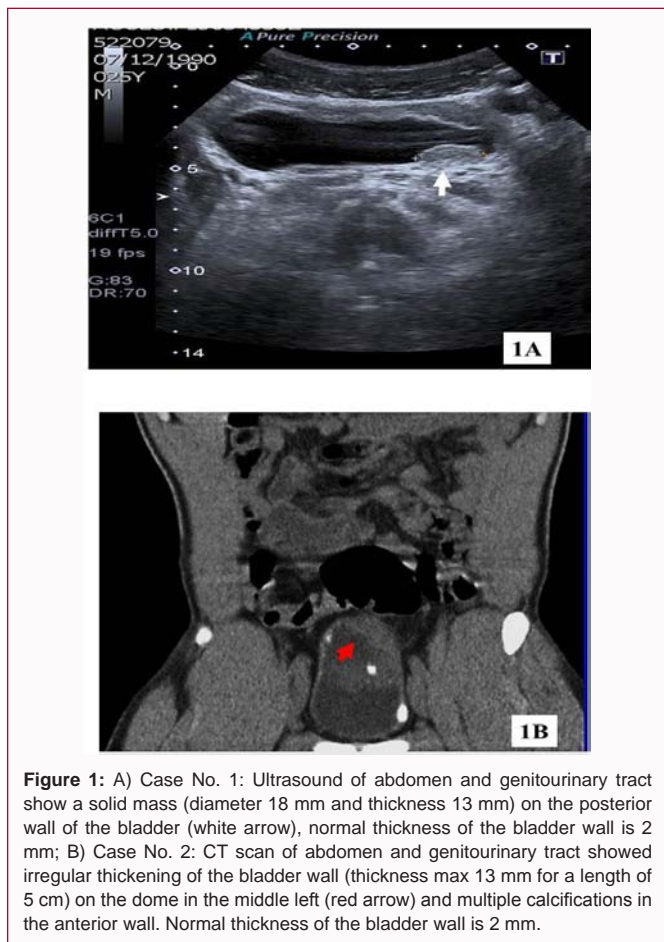 A Pure Precision
522079
07/12/1990
025Y
M
T
0
5
6C1
diffT5.0
19 fps
10
G:83
DR:70
14
1A
1B
Figure 1: A) Case No. 1: Ultrasound of abdomen and genitourinary tract
show a solid mass (diameter 18 mm and thickness 13 mm) on the posterior
wall of the bladder (white arrow), normal thickness of the bladder wall is 2
mm; B) Case No. 2: CT scan of abdomen and genitourinary tract showed
irregular thickening of the bladder wall (thickness max 13 mm for a length of
5 cm) on the dome in the middle left (red arrow) and multiple calcifications in
the anterior wall. Normal thickness of the bladder wall is 2 mm.